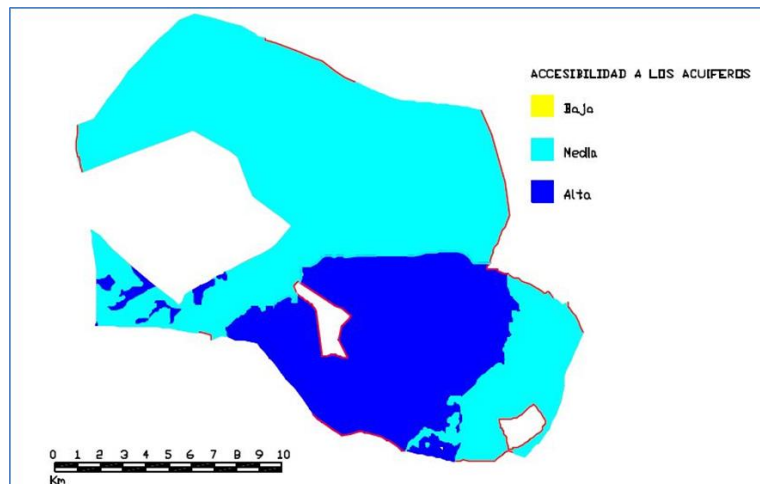 ACCESIBILIDAD A LOS ACUIFEROS
Baja
Media
Alta
0 1 2 3 4 5 6 7 8 9 10
Km